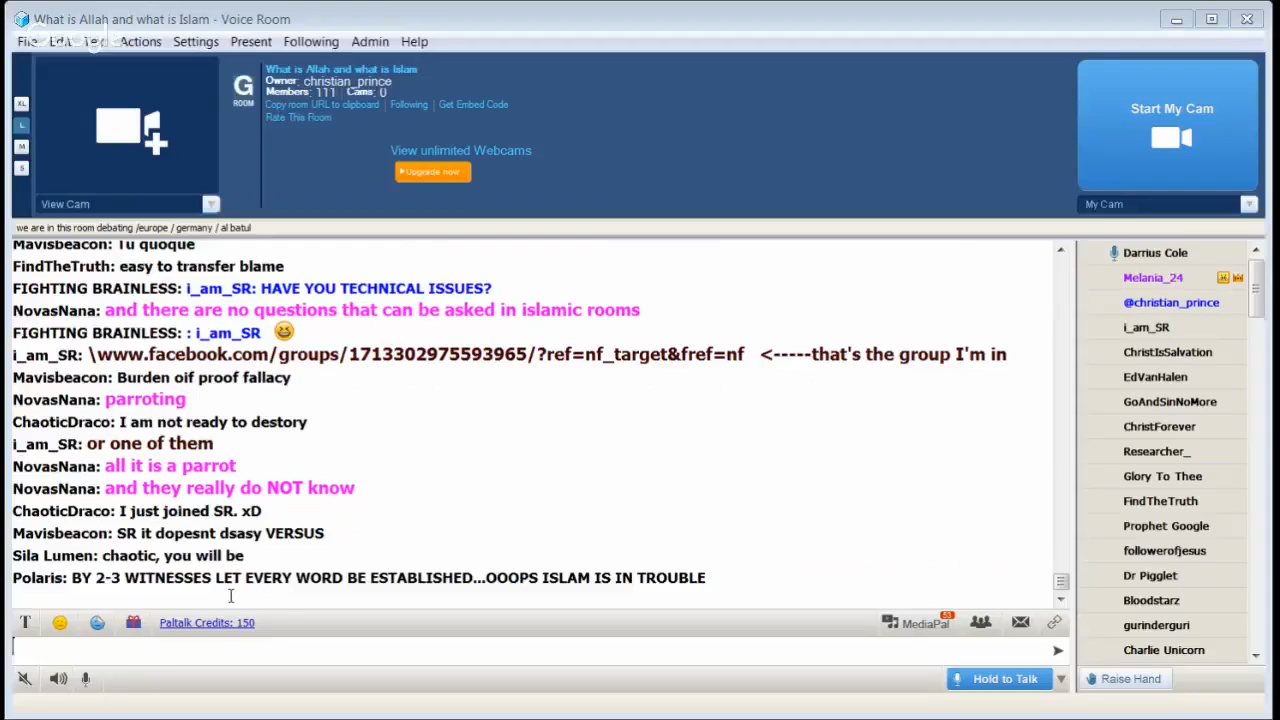 What is Allah and what is Islam - Voice Room
File Edit Text Actions Settings Present Following Admin Help
XL
L
M
S
G
ROOM
What is Allah and what is Islam
Owner: christian_prince
Members: 111 Cams: 0
Copy room URL to clipboard | Following | Get Embed Code
Rate This Room
View unlimited Webcams
Upgrade now
Start My Cam
View Cam
My Cam
we are in this room debating /europe / germany / al batul
Mavisbeacon: Tu quoque
FindTheTruth: easy to transfer blame
FIGHTING BRAINLESS: i_am_SR: HAVE YOU TECHNICAL ISSUES?
NovasNana: and there are no questions that can be asked in islamic rooms
FIGHTING BRAINLESS: : i_am_SR
i_am_SR: \www.facebook.com/groups/1713302975593965/?ref=nf_target&fref=nf <-----that's the group I'm in
Mavisbeacon: Burden oif proof fallacy
NovasNana: parroting
ChaoticDraco: I am not ready to destory
i_am_SR: or one of them
NovasNana: all it is a parrot
NovasNana: and they really do NOT know
ChaoticDraco: I just joined SR. xD
Mavisbeacon: SR it dopesnt dsasy VERSUS
Sila Lumen: chaotic, you will be
Polaris: BY 2-3 WITNESSES LET EVERY WORD BE ESTABLISHED...OOOPS ISLAM IS IN TROUBLE
Darrius Cole
Melania_24
@christian_prince
i_am_SR
ChristIsSalvation
EdVanHalen
GoAndSinNoMore
ChristForever
Researcher_
Glory To Thee
FindTheTruth
Prophet Google
followerofjesus
Dr Pigglet
Bloodstarz
gurinderguri
Charlie Unicorn
T
Paltalk Credits: 150
MediaPal
53
Hold to Talk
Raise Hand